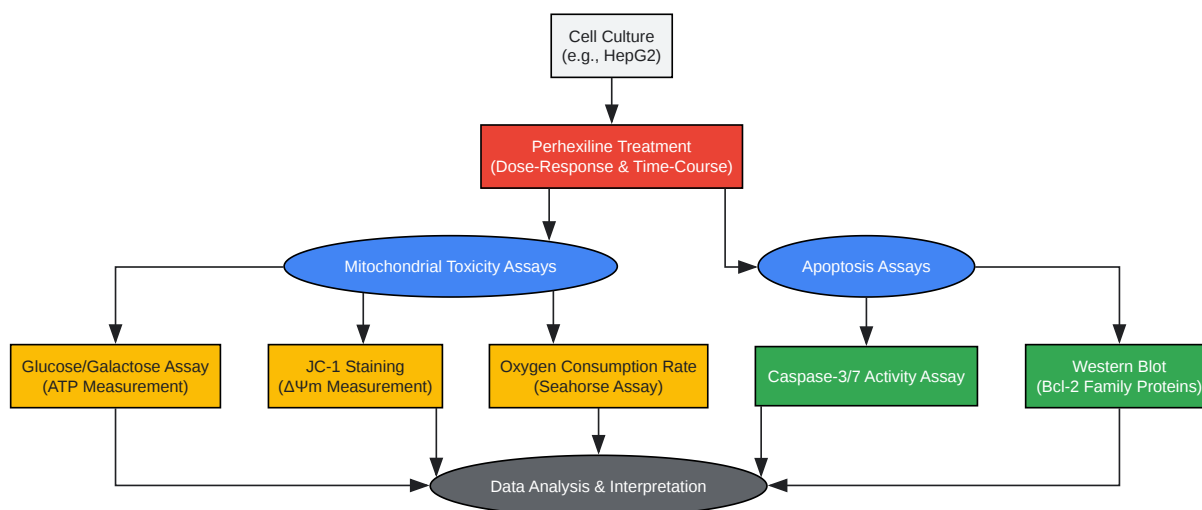 Cell Culture
(e.g., HepG2)
Perhexiline Treatment
(Dose-Response & Time-Course)
Mitochondrial Toxicity Assays
Apoptosis Assays
Glucose/Galactose Assay
(ATP Measurement)
JC-1 Staining
(ΔΨm Measurement)
Oxygen Consumption Rate
(Seahorse Assay)
Caspase-3/7 Activity Assay
Western Blot
(Bcl-2 Family Proteins)
Data Analysis & Interpretation